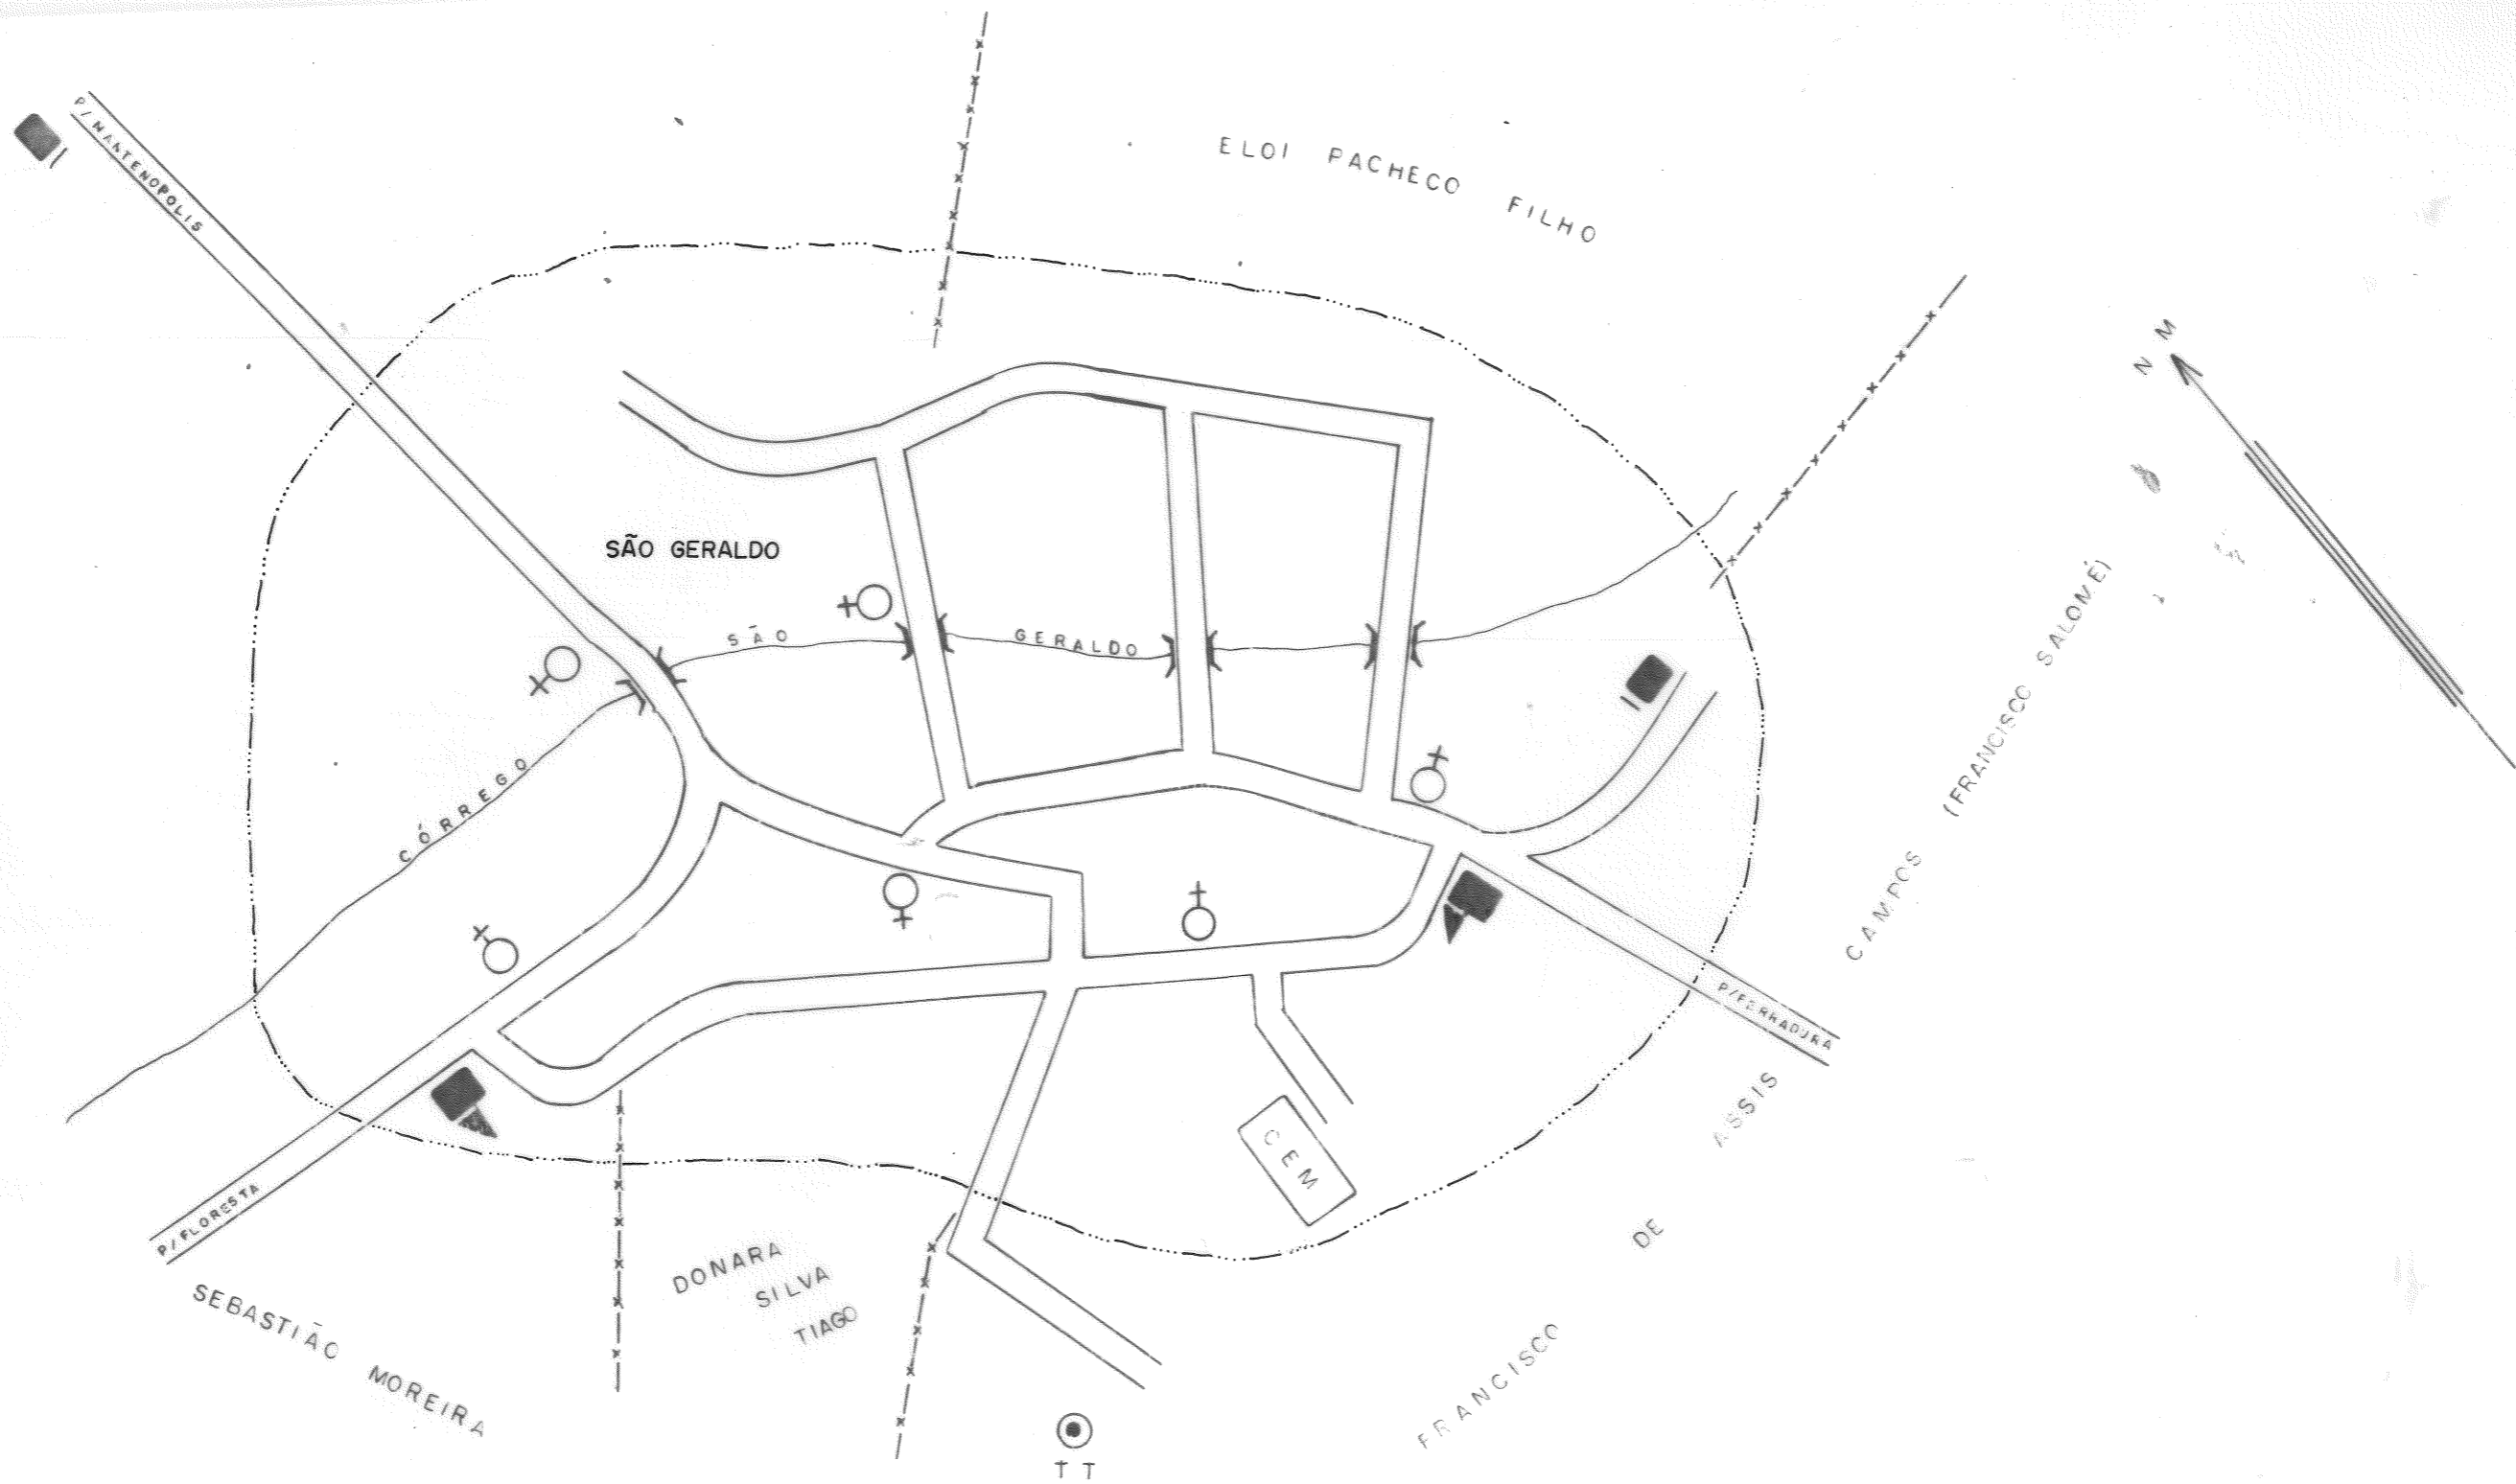 P/MANTENOPOLIS
ELOI PACHECO FILHO
N M
SÃO GERALDO
CÓRREGO SÃO GERALDO
FRANCISCO DE ASSIS CAMPOS (FRANCISCO SALOMÉ)
P/FERRADURA
CEM
P/FLORESTA
DONARA
SILVA
TIAGO
SEBASTIÃO MOREIRA
TT